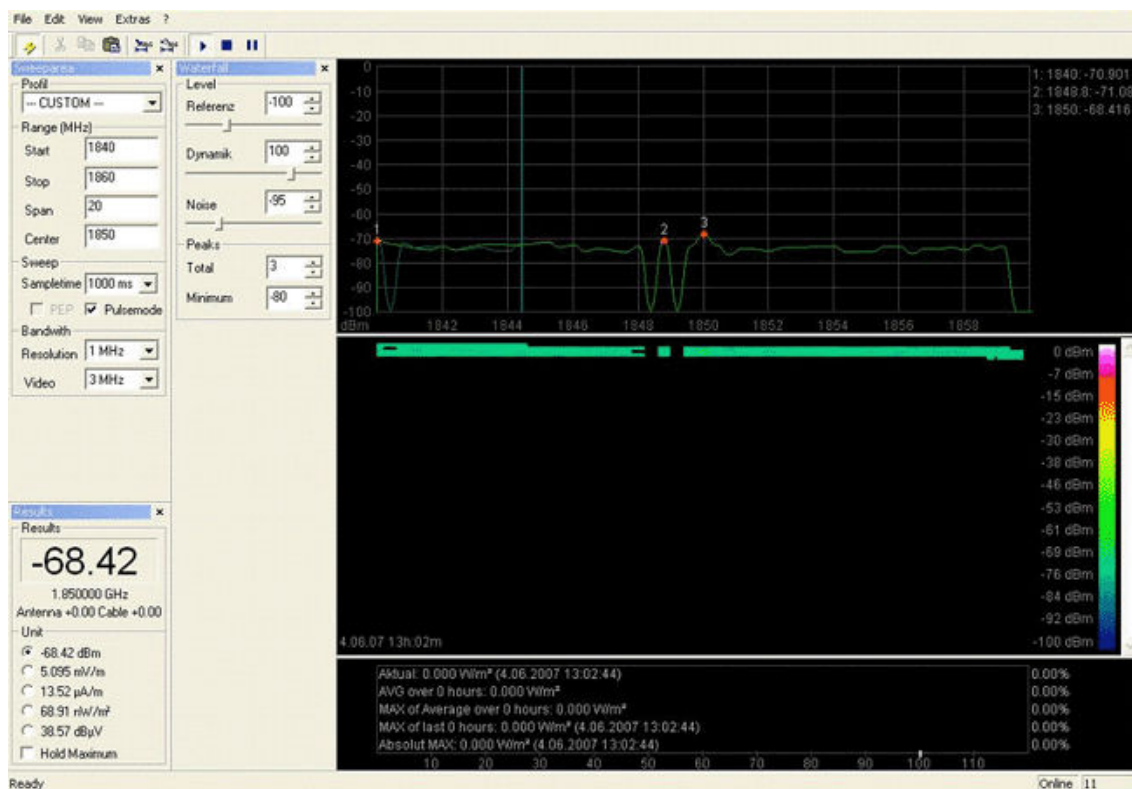 File Edit View Extras ?
Sweeparea
Profil
--- CUSTOM ---
Range (MHz)
Start 1840
Stop 1860
Span 20
Center 1850
Sweep
Sampletime 1000 ms
PEP Pulsemode
Bandwith
Resolution 1 MHz
Video 3 MHz
Waterfall
Level
Referenz -100
Dynamik 100
Noise -95
Peaks
Total 3
Minimum -80
0
-10
-20
-30
-40
-50
-60
-70
-80
-90
-100
dBm 1842 1844 1846 1848 1850 1852 1854 1856 1858
1 2 3
1: 1840: -70.901
2: 1848.8: -71.08
3: 1850: -68.416
0 dBm
-7 dBm
-15 dBm
-23 dBm
-30 dBm
-38 dBm
-46 dBm
-53 dBm
-61 dBm
-69 dBm
-76 dBm
-84 dBm
-92 dBm
-100 dBm
4.06.07 13h:02m
Results
Results
-68.42
1.850000 GHz
Antenna +0.00 Cable +0.00
Unit
-68.42 dBm
5.095 mV/m
13.52 µA/m
68.91 nW/m²
38.57 dBµV
Hold Maximum
Aktual: 0.000 W/m² (4.06.2007 13:02:44) 0.00%
AVG over 0 hours: 0.000 W/m² 0.00%
MAX of Average over 0 hours: 0.000 W/m² 0.00%
MAX of last 0 hours: 0.000 W/m² (4.06.2007 13:02:44) 0.00%
Absolut MAX: 0.000 W/m² (4.06.2007 13:02:44) 0.00%
10 20 30 40 50 60 70 80 90 100 110
Ready Online 11